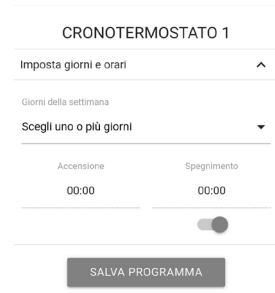 CRONOTERMOSTATO 1
Imposta giorni e orari
Giorni della settimana
Scegli uno o più giorni
Accensione Spegnimento
00:00 00:00
SALVA PROGRAMMA